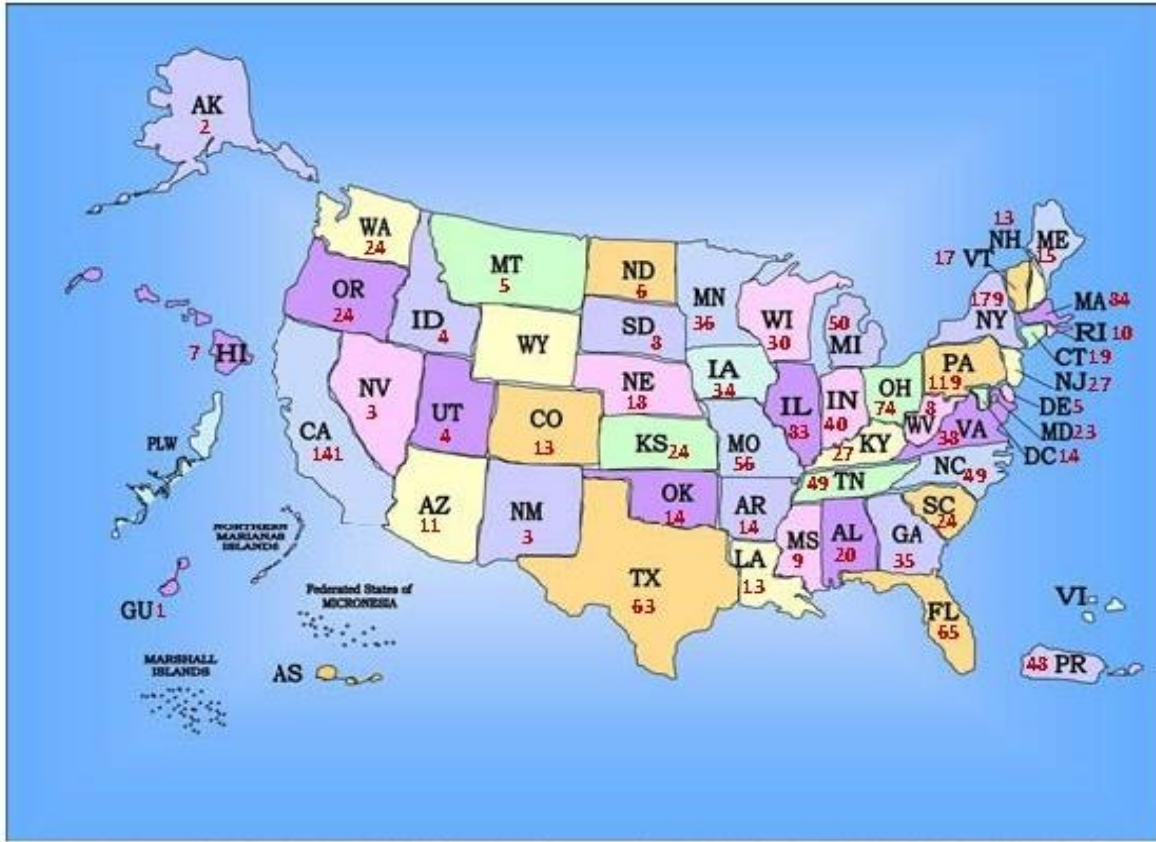 AK
2
WA
24
OR
24
ID
4
MT
5
ND
6
MN
36
SD
8
WY
WI
30
50
MI
13
NH
17 VT
ME
15
179
NY
MA 84
RI 10
CT 19
NJ 27
DE 5
MD 23
DC 14
PA
119
NE
18
IA
34
NV
3
UT
4
CO
13
CA
141
KS 24
MO
56
IL
83
IN
40
OH
74
8
WV
38 VA
KY
27
NC 49
49 TN
SC
24
AZ
11
NM
3
OK
14
AR
14
MS
9
AL
20
GA
35
LA
13
TX
63
FL
65
7 HI
PLW
NORTHERN
MARIANAS
ISLANDS
GU 1
Federated States of
MICRONESIA
MARSHALL
ISLANDS
AS
VI
48 PR